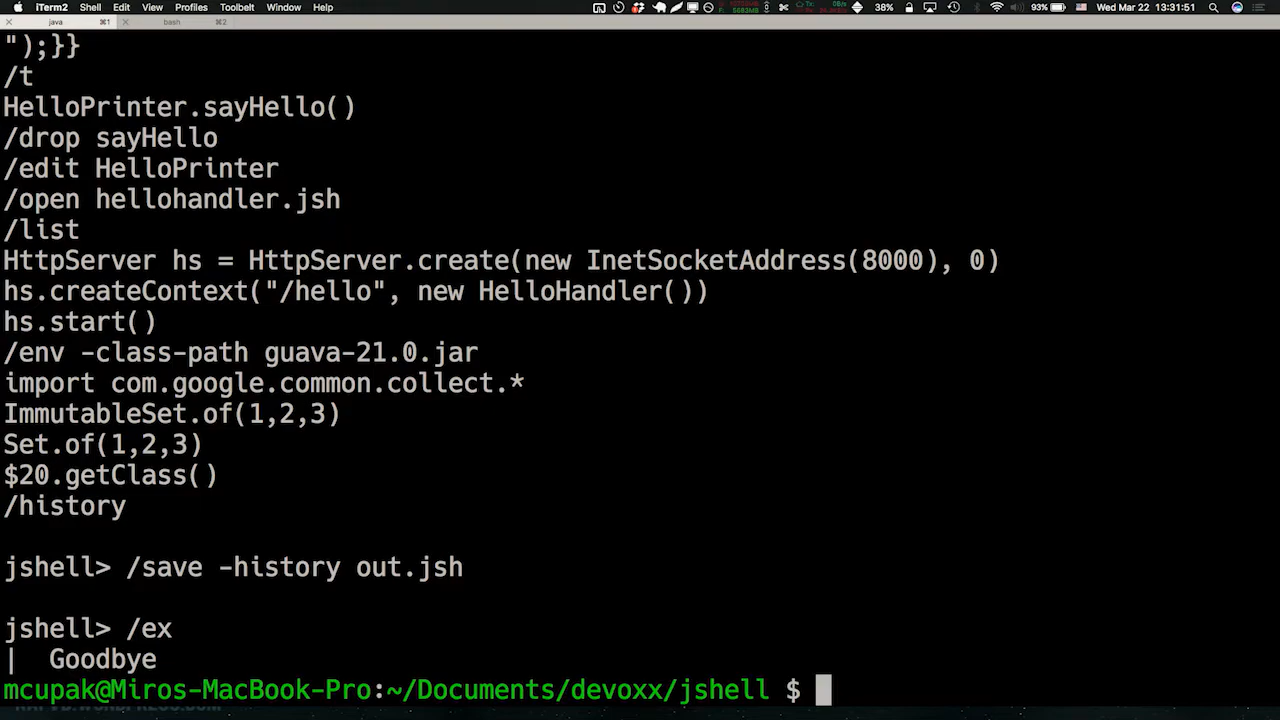 iTerm2 Shell Edit View Profiles Toolbelt Window Help 38% 93% Wed Mar 22 13:31:51
java ⌘1 bash ⌘2
");}}
/t
HelloPrinter.sayHello()
/drop sayHello
/edit HelloPrinter
/open hellohandler.jsh
/list
HttpServer hs = HttpServer.create(new InetSocketAddress(8000), 0)
hs.createContext("/hello", new HelloHandler())
hs.start()
/env -class-path guava-21.0.jar
import com.google.common.collect.*
ImmutableSet.of(1,2,3)
Set.of(1,2,3)
$20.getClass()
/history
jshell> /save -history out.jsh
jshell> /ex
|  Goodbye
mcupak@Miros-MacBook-Pro:~/Documents/devoxx/jshell $